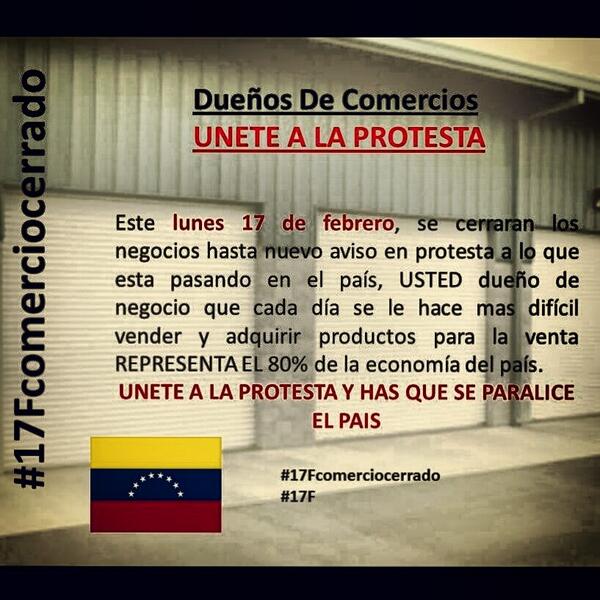 #17Fcomerciocerrado
Dueños De Comercios
UNETE A LA PROTESTA
Este lunes 17 de febrero, se cerraran los
negocios hasta nuevo aviso en protesta a lo que
esta pasando en el país, USTED dueño de
negocio que cada día se le hace mas difícil
vender y adquirir productos para la venta
REPRESENTA EL 80% de la economía del país.
UNETE A LA PROTESTA Y HAS QUE SE PARALICE
EL PAIS
#17Fcomerciocerrado
#17F